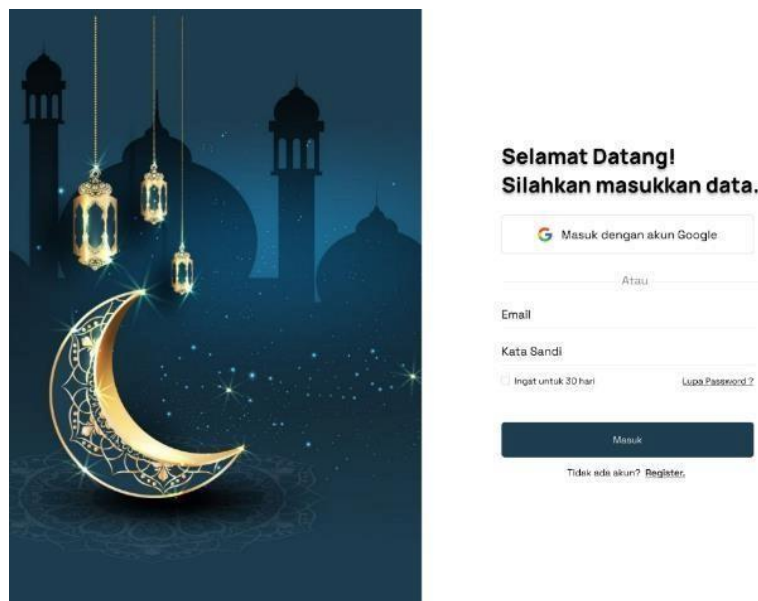 Selamat Datang!
Silahkan masukkan data.
Masuk dengan akun Google
Atau
Email
Kata Sandi
Ingat untuk 30 hari
Lupa Password ?
Masuk
Tidak ada akun? Register.